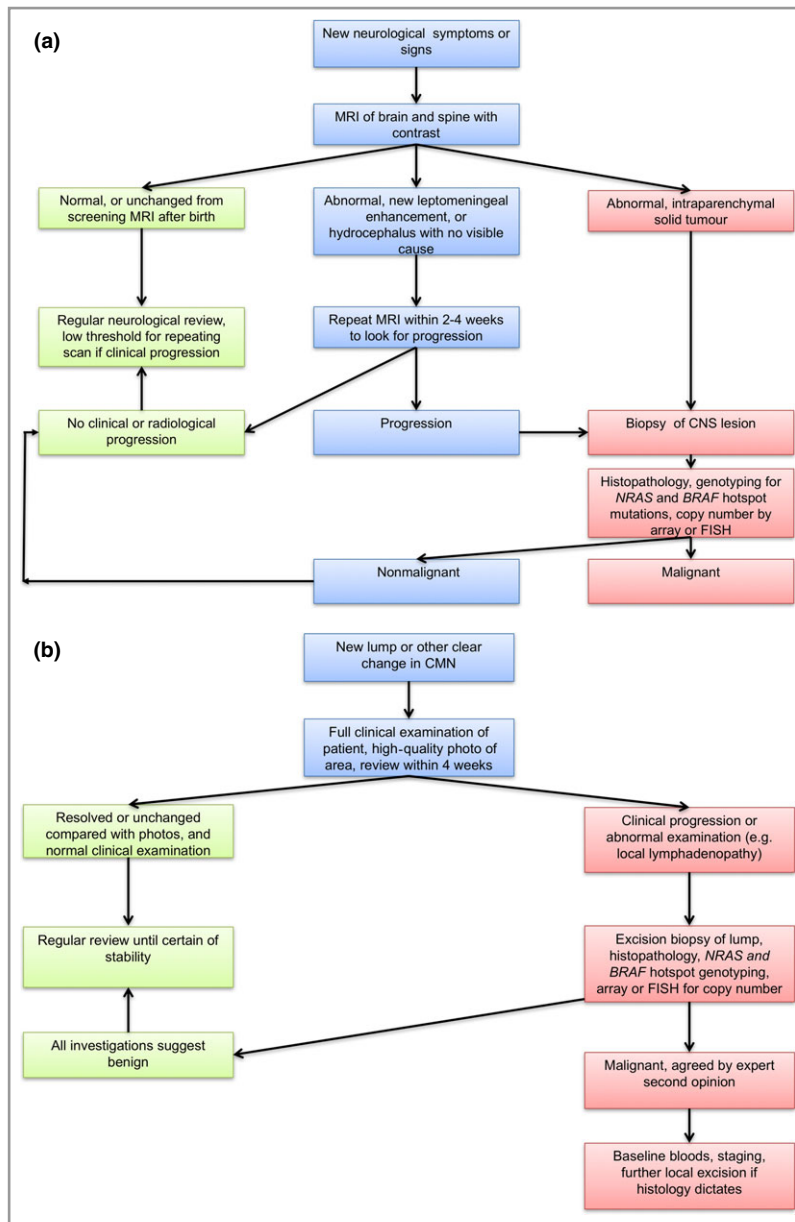 (a)
New neurological symptoms or
signs
MRI of brain and spine with
contrast
Normal, or unchanged from
screening MRI after birth
Abnormal, new leptomeningeal
enhancement, or
hydrocephalus with no visible
cause
Abnormal, intraparenchymal
solid tumour
Regular neurological review,
low threshold for repeating
scan if clinical progression
Repeat MRI within 2-4 weeks
to look for progression
No clinical or radiological
progression
Progression
Biopsy of CNS lesion
Histopathology, genotyping for
NRAS and BRAF hotspot
mutations, copy number by
array or FISH
Nonmalignant
Malignant
(b)
New lump or other clear
change in CMN
Full clinical examination of
patient, high-quality photo of
area, review within 4 weeks
Resolved or unchanged
compared with photos, and
normal clinical examination
Clinical progression or
abnormal examination (e.g.
local lymphadenopathy)
Regular review until certain of
stability
Excision biopsy of lump,
histopathology, NRAS and
BRAF hotspot genotyping,
array or FISH for copy number
All investigations suggest
benign
Malignant, agreed by expert
second opinion
Baseline bloods, staging,
further local excision if
histology dictates